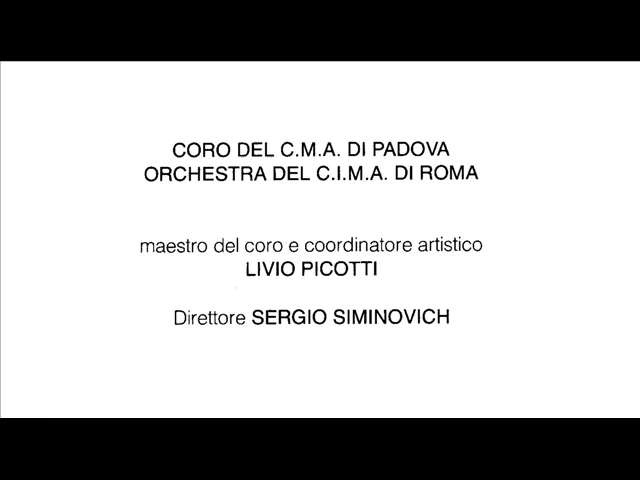 CORO DEL C.M.A. DI PADOVA
ORCHESTRA DEL C.I.M.A. DI ROMA
maestro del coro e coordinatore artistico
LIVIO PICOTTI
Direttore SERGIO SIMINOVICH